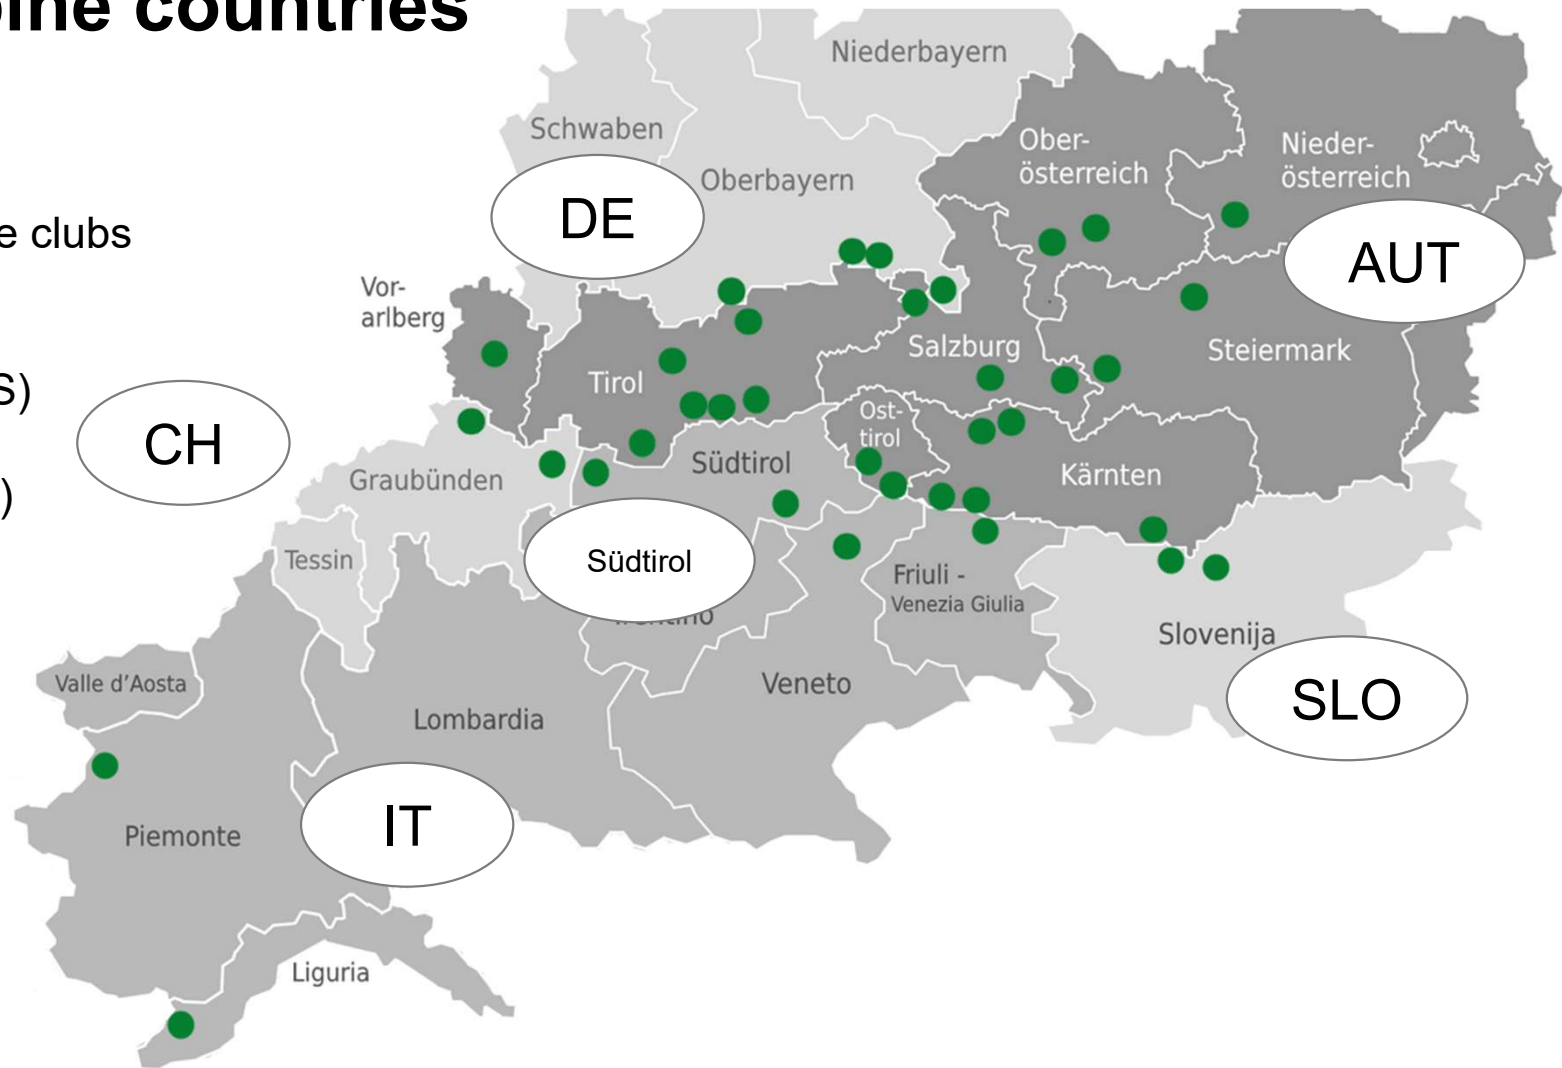 pine countries
Niederbayern
Schwaben
Oberbayern
Ober-
österreich
Nieder-
österreich
DE
e clubs
AUT
Vor-
arlberg
Salzburg
Steiermark
Tirol
S)
CH
Ost-
tirol
Südtirol
Kärnten
Graubünden
)
Tessin
Südtirol
Friuli -
Venezia Giulia
Slovenija
Valle d’Aosta
Veneto
SLO
Lombardia
Piemonte
IT
Liguria